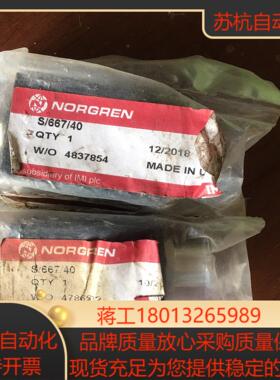 苏杭自动
NORGREN
S/667/40
QTY 1
12/2018
W/O 4837854
MADE IN U
subsidiary of IMI plc
NORGREN
S/667/40
QTY 1
W/O
蒋工18013265989
自动化 品牌质量放心采购质量保
开票 现货充足为您提供稳定可